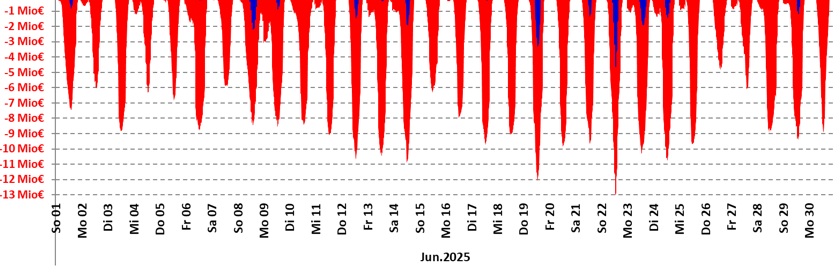 -1 Mio€
-2 Mio€
-3 Mio€
-4 Mio€
-5 Mio€
-6 Mio€
-7 Mio€
-8 Mio€
-9 Mio€
-10 Mio€
-11 Mio€
-12 Mio€
-13 Mio€
So 01
Mo 02
Di 03
Mi 04
Do 05
Fr 06
Sa 07
So 08
Mo 09
Di 10
Mi 11
Do 12
Fr 13
Sa 14
So 15
Mo 16
Di 17
Mi 18
Do 19
Fr 20
Sa 21
So 22
Mo 23
Di 24
Mi 25
Do 26
Fr 27
Sa 28
So 29
Mo 30
Jun.2025